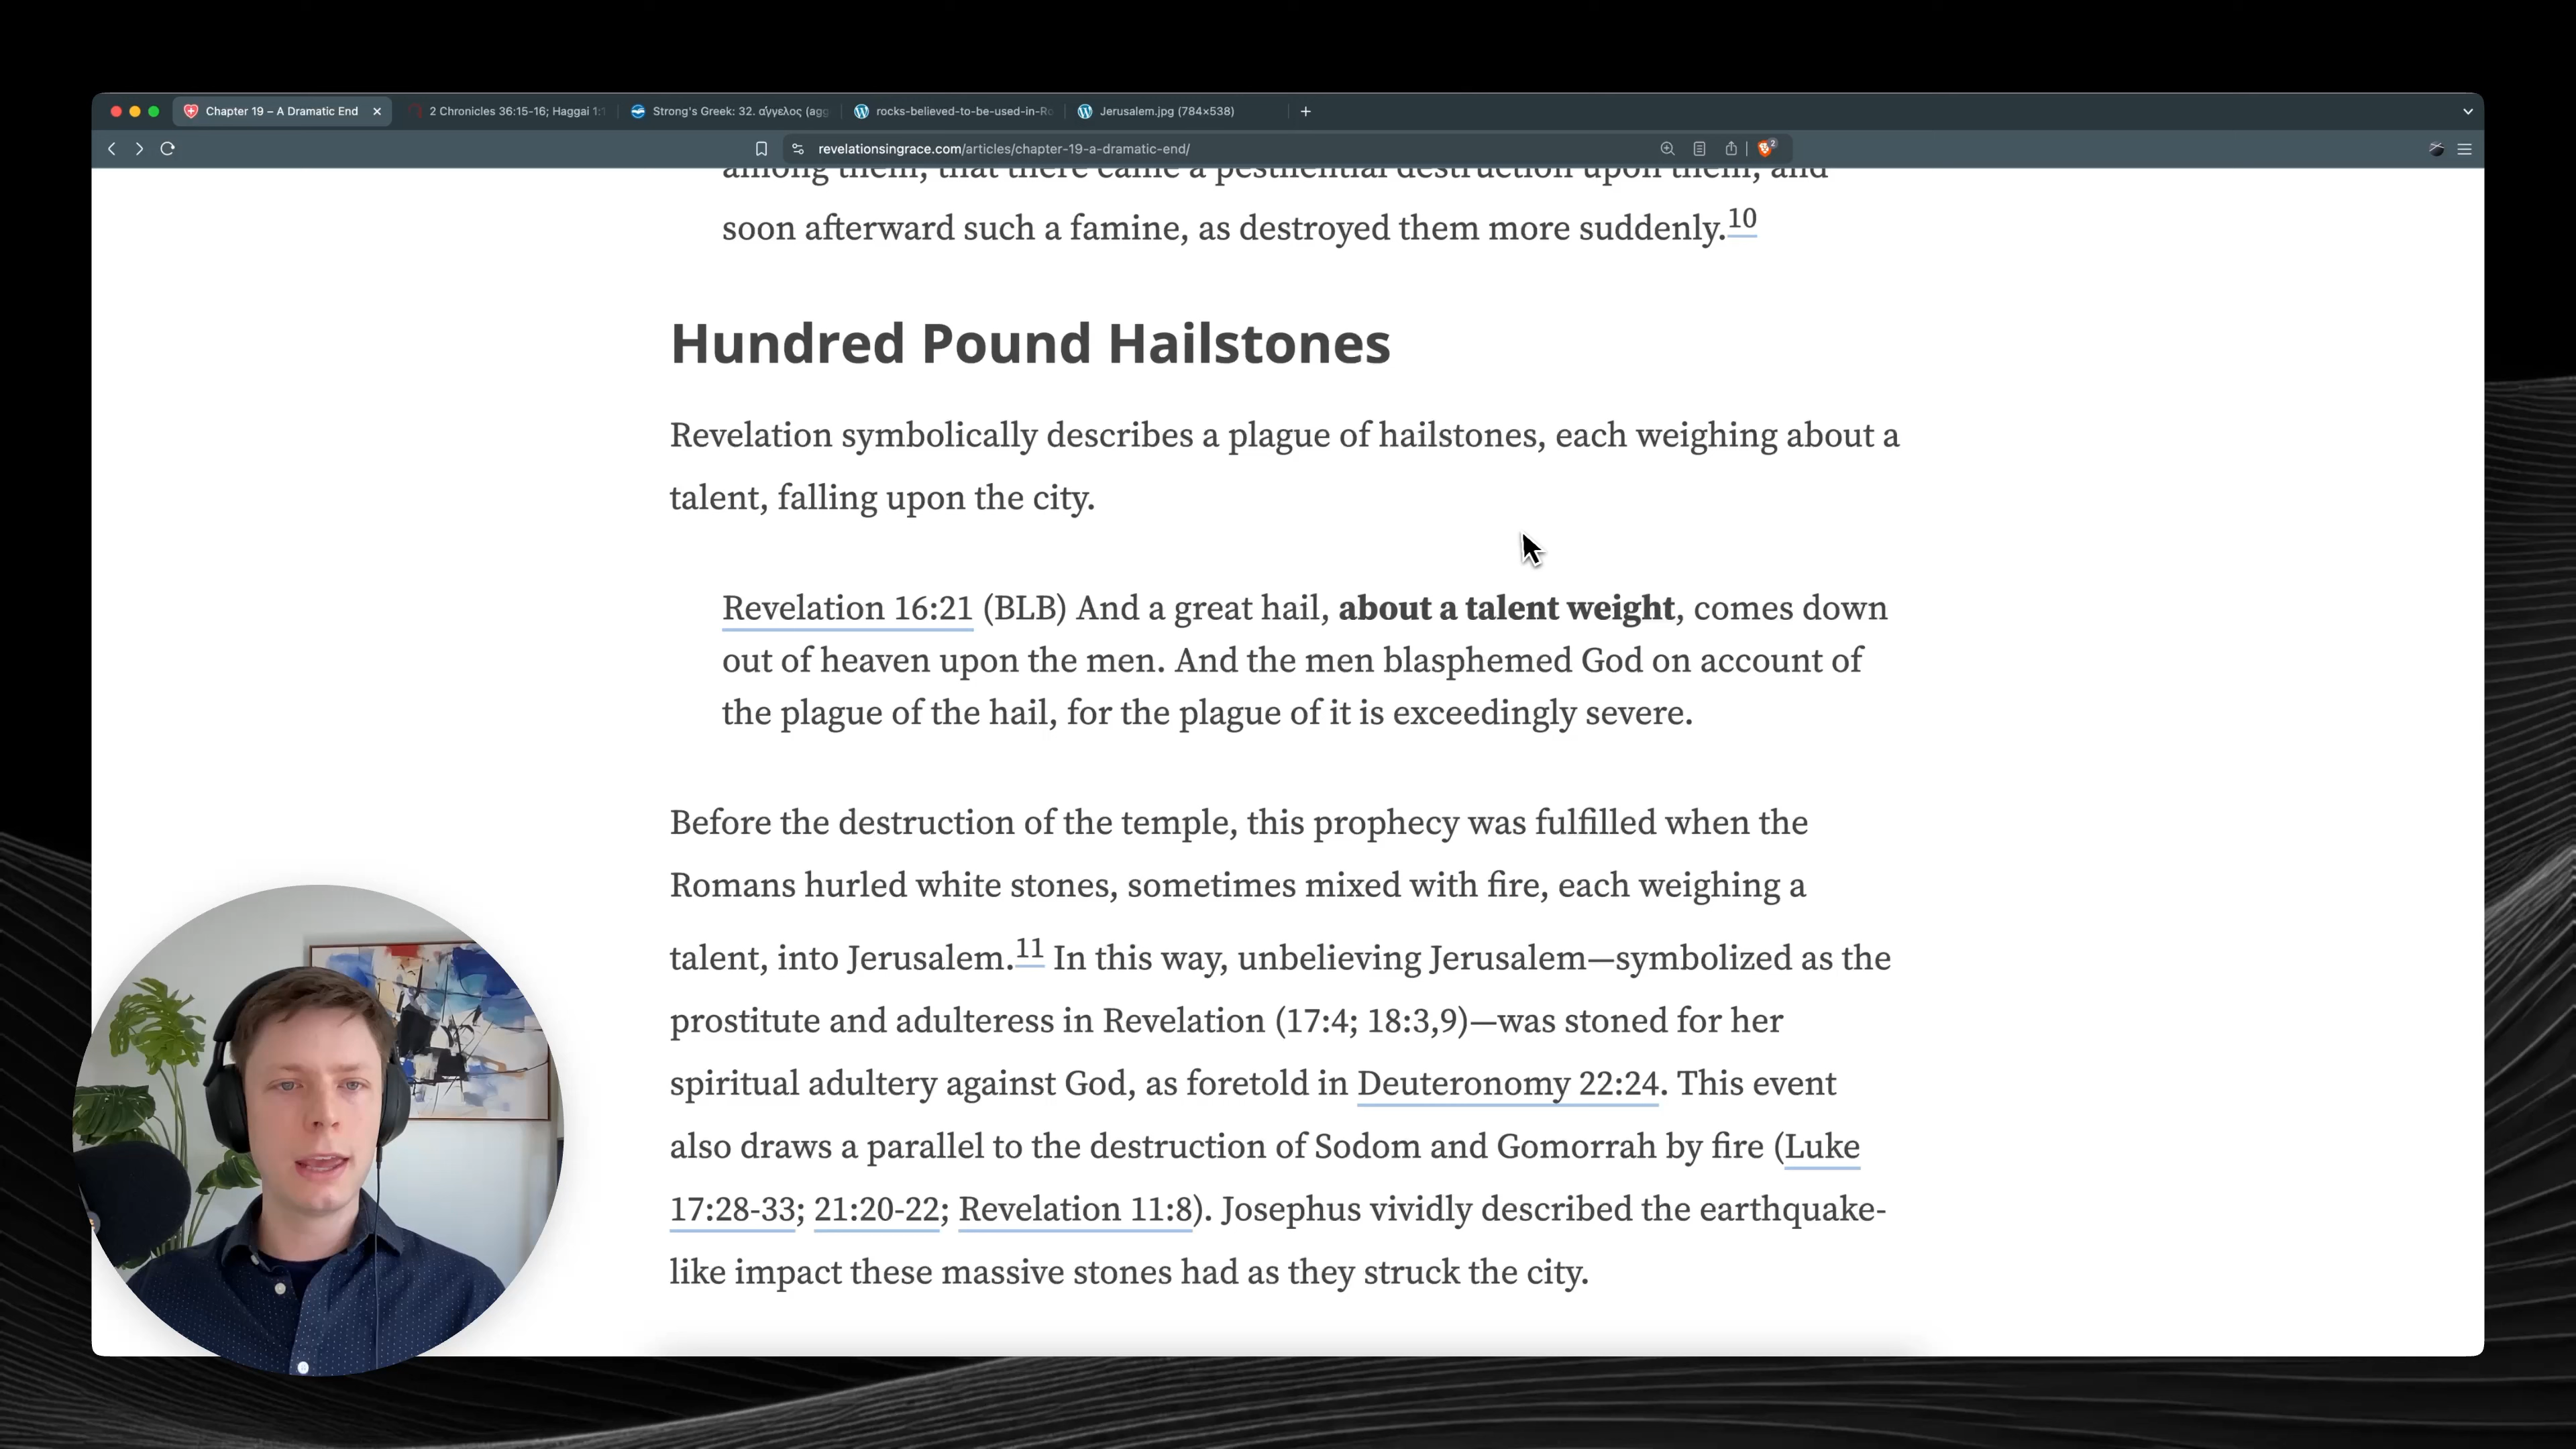 Chapter 19 – A Dramatic End
2 Chronicles 36:15-16; Haggai 1:1
Strong's Greek: 32. ἄγγελος (agg
rocks-believed-to-be-used-in-Ro
Jerusalem.jpg (784×538)
revelationsingrace.com/articles/chapter-19-a-dramatic-end/
2
among them, that there came a pestilential destruction upon them, and
soon afterward such a famine, as destroyed them more suddenly.10
Hundred Pound Hailstones
Revelation symbolically describes a plague of hailstones, each weighing about a
talent, falling upon the city.
Revelation 16:21 (BLB) And a great hail, about a talent weight, comes down
out of heaven upon the men. And the men blasphemed God on account of
the plague of the hail, for the plague of it is exceedingly severe.
Before the destruction of the temple, this prophecy was fulfilled when the
Romans hurled white stones, sometimes mixed with fire, each weighing a
talent, into Jerusalem.11 In this way, unbelieving Jerusalem—symbolized as the
prostitute and adulteress in Revelation (17:4; 18:3,9)—was stoned for her
spiritual adultery against God, as foretold in Deuteronomy 22:24. This event
also draws a parallel to the destruction of Sodom and Gomorrah by fire (Luke
17:28-33; 21:20-22; Revelation 11:8). Josephus vividly described the earthquake-
like impact these massive stones had as they struck the city.